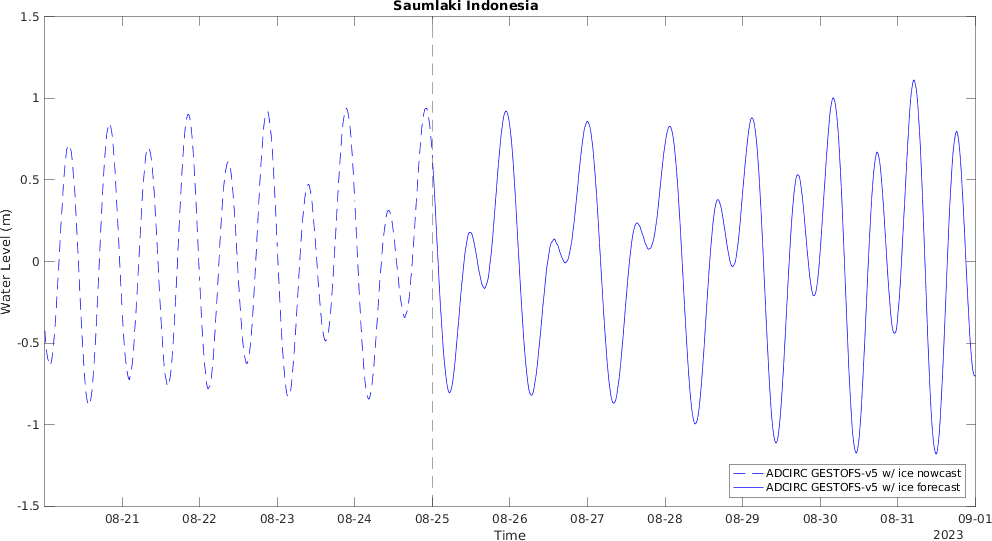 Saumlaki Indonesia
1.5
1
0.5
0
-0.5
-1
-1.5
Water Level (m)
ADCIRC GESTOFS-v5 w/ ice nowcast
ADCIRC GESTOFS-v5 w/ ice forecast
08-21 08-22 08-23 08-24 08-25 08-26 08-27 08-28 08-29 08-30 08-31 09-01
Time
2023